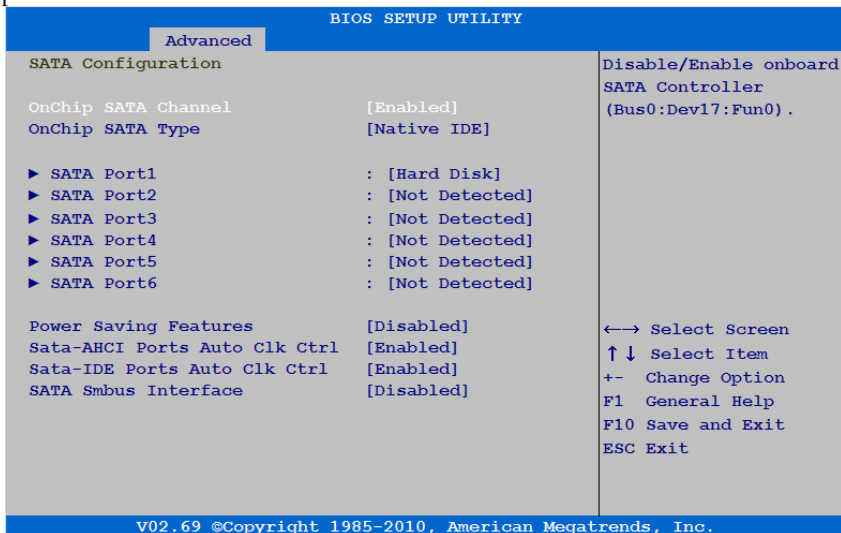 BIOS SETUP UTILITY
Advanced
SATA Configuration
OnChip SATA Channel [Enabled]
OnChip SATA Type [Native IDE]
► SATA Port1 : [Hard Disk]
► SATA Port2 : [Not Detected]
► SATA Port3 : [Not Detected]
► SATA Port4 : [Not Detected]
► SATA Port5 : [Not Detected]
► SATA Port6 : [Not Detected]
Power Saving Features [Disabled]
Sata-AHCI Ports Auto Clk Ctrl [Enabled]
Sata-IDE Ports Auto Clk Ctrl [Enabled]
SATA Smbus Interface [Disabled]
Disable/Enable onboard
SATA Controller
(Bus0:Dev17:Fun0).
←→ Select Screen
↑↓ Select Item
+- Change Option
F1 General Help
F10 Save and Exit
ESC Exit
V02.69 ©Copyright 1985-2010, American Megatrends, Inc.